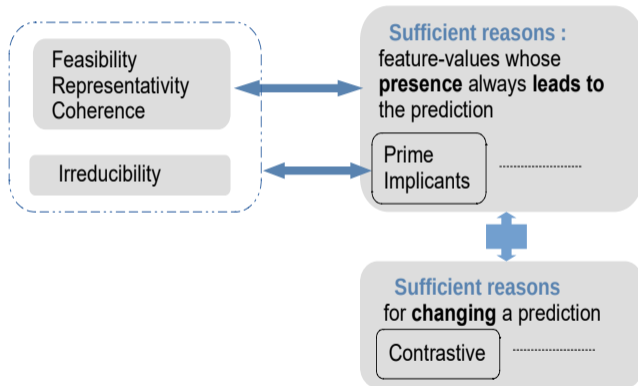 Feasibility
Representativity
Coherence
Irreducibility
Sufficient reasons :
feature-values whose
presence always leads to
the prediction
Prime
Implicants
Sufficient reasons
for changing a prediction
Contrastive